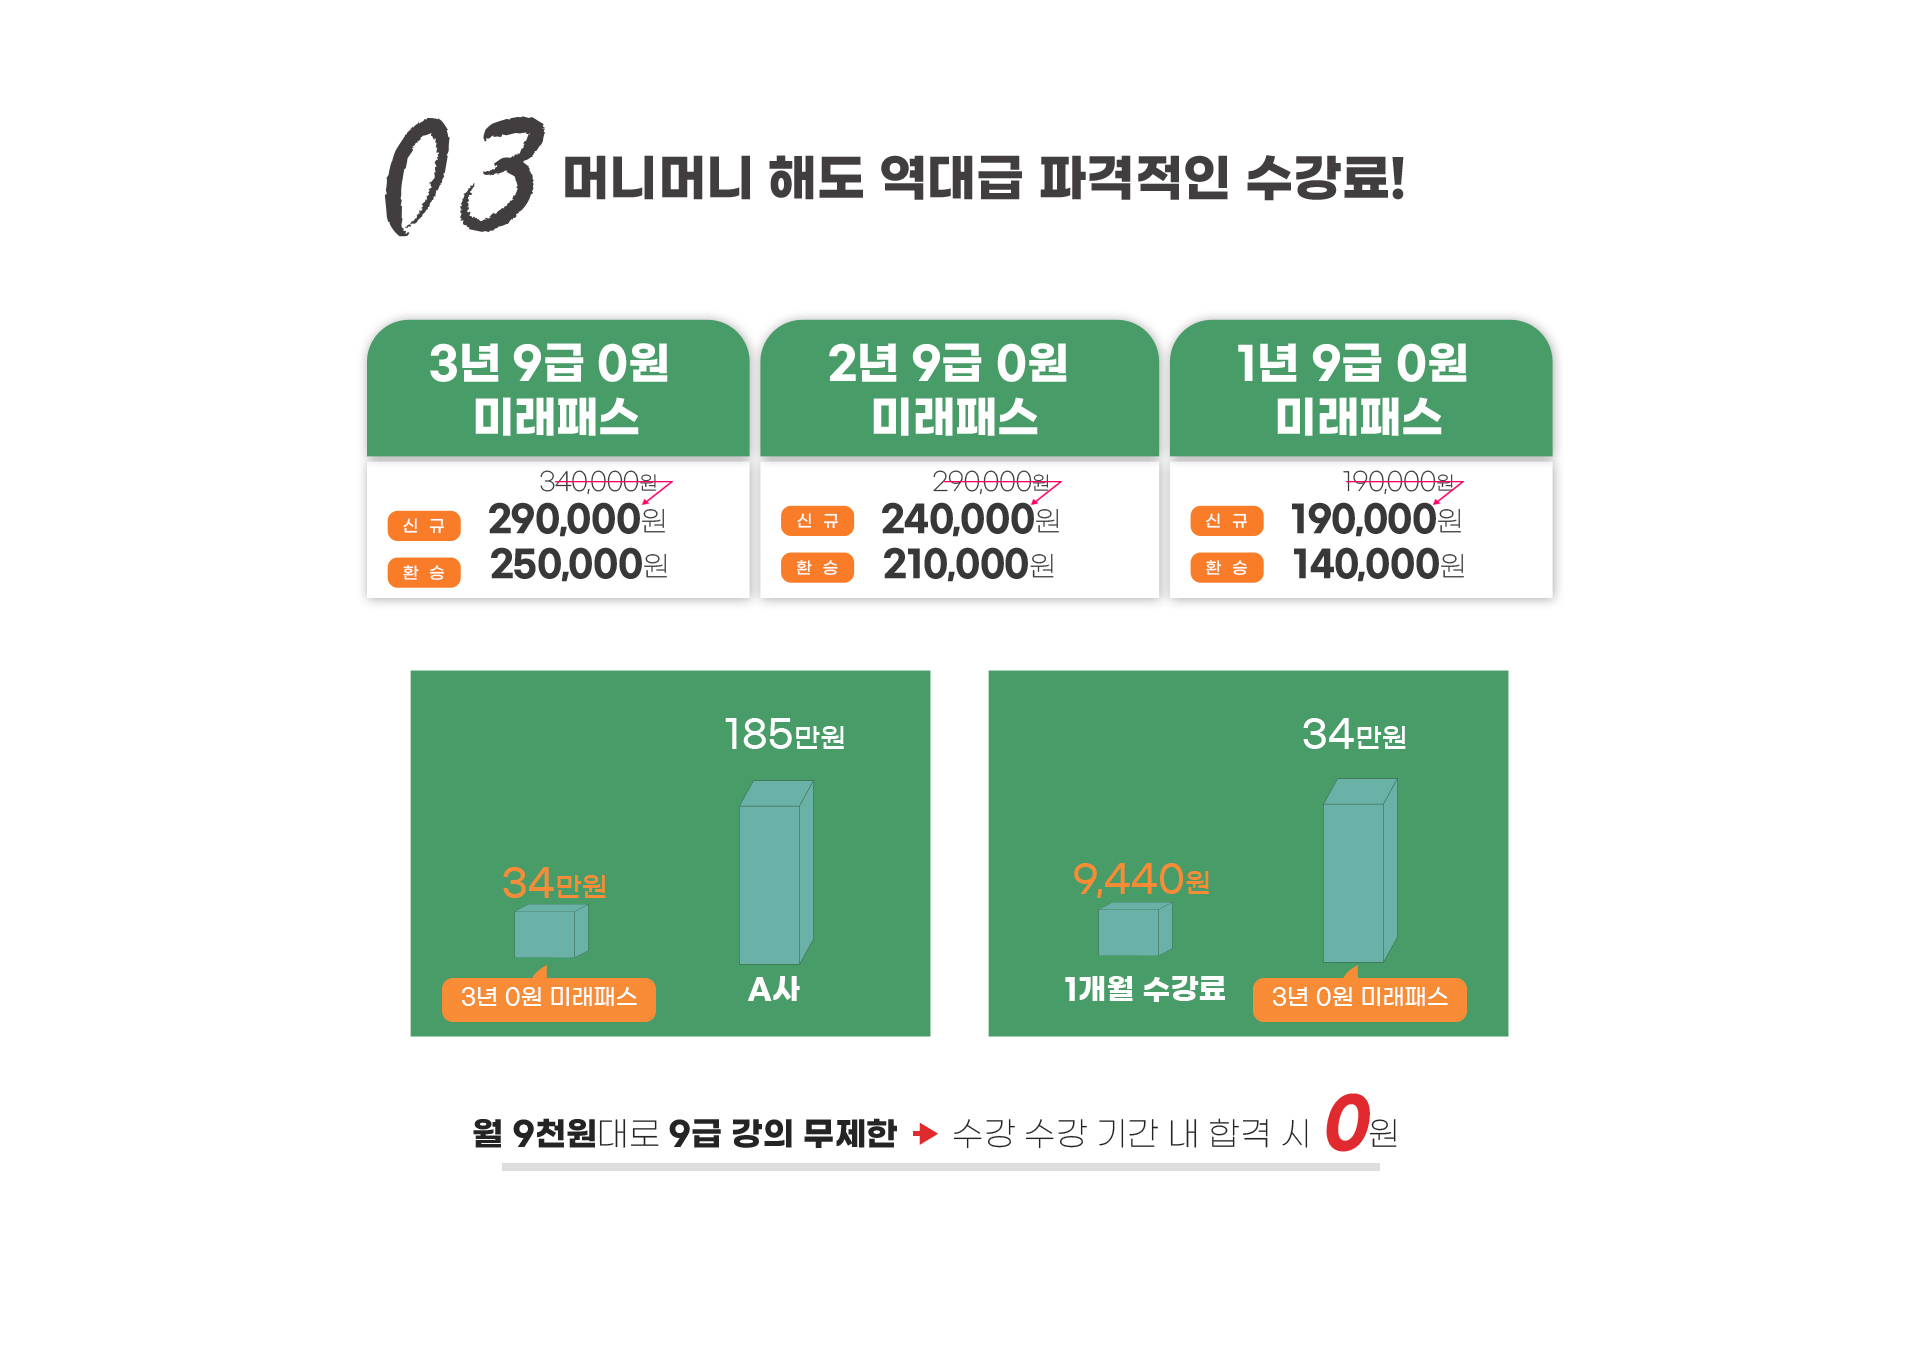 03 머니머니 해도 역대급 파격적인 수강료!
3년 9급 0원
미래패스
340,000원
신규 290,000원
환승 250,000원
2년 9급 0원
미래패스
290,000원
신규 240,000원
환승 210,000원
1년 9급 0원
미래패스
190,000원
신규 190,000원
환승 140,000원
185만원
34만원
3년 0원 미래패스
A사
34만원
9,440원
1개월 수강료
3년 0원 미래패스
월 9천원대로 9급 강의 무제한 수강 수강 기간 내 합격 시 0원